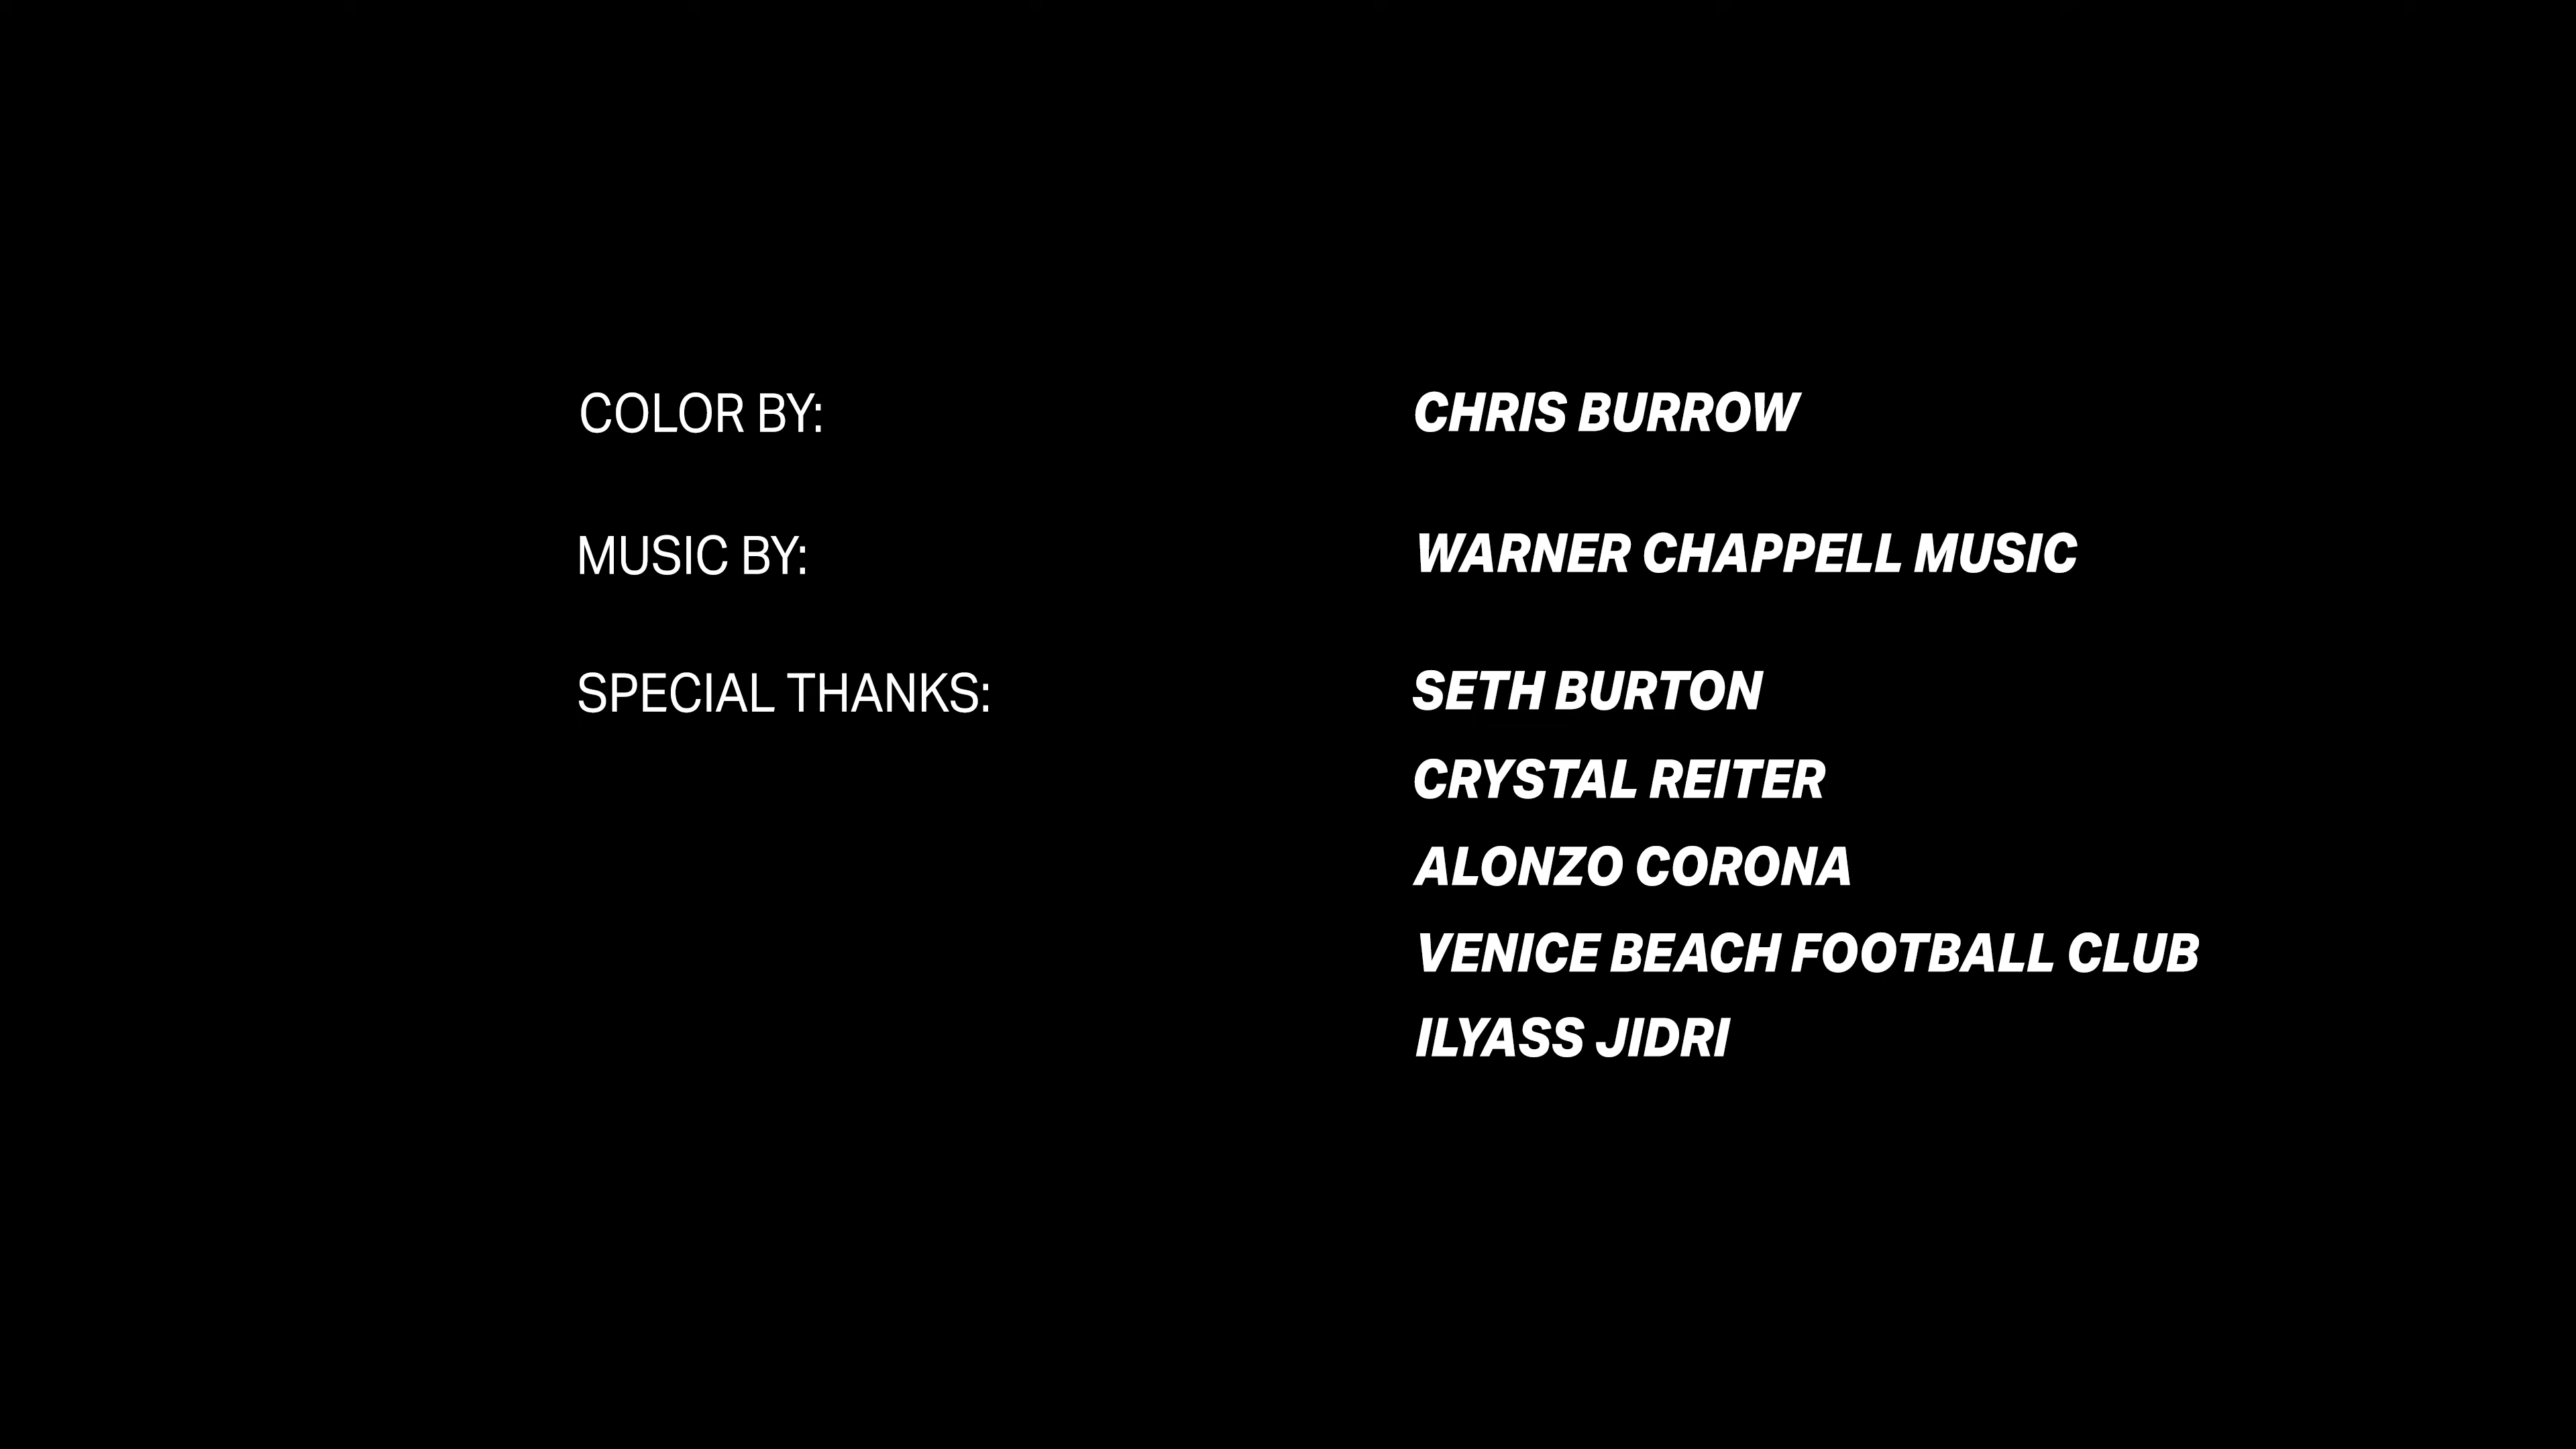 COLOR BY: CHRIS BURROW
MUSIC BY: WARNER CHAPPELL MUSIC
SPECIAL THANKS: SETH BURTON
CRYSTAL REITER
ALONZO CORONA
VENICE BEACH FOOTBALL CLUB
ILYASS JIDRI